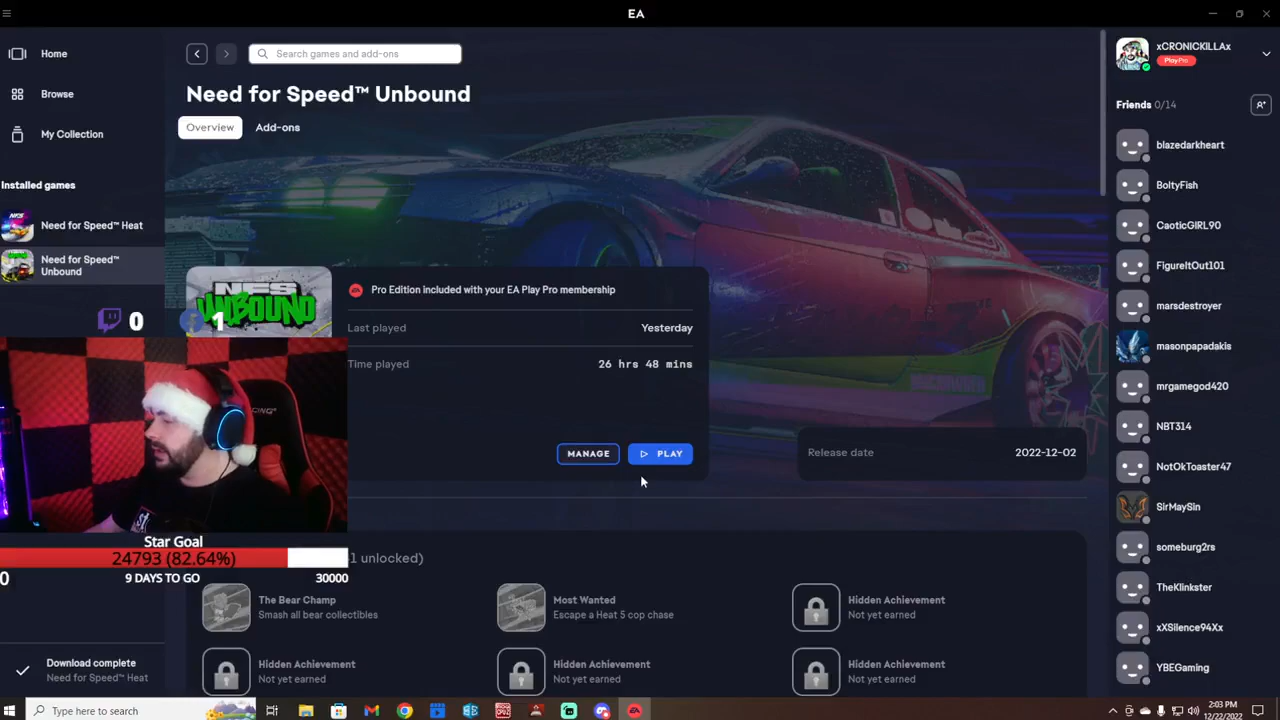 EA
Home
Browse
My Collection
Installed games
Need for Speed™ Heat
Need for Speed™
Unbound
Search games and add-ons
Need for Speed™ Unbound
Overview
Add-ons
NFS
UNBOUND
EA
Pro Edition included with your EA Play Pro membership
Last played
Yesterday
Time played
26 hrs 48 mins
MANAGE
PLAY
Release date
2022-12-02
0
1
Star Goal
24793 (82.64%)
0
9 DAYS TO GO
30000
1 unlocked)
The Bear Champ
Smash all bear collectibles
Most Wanted
Escape a Heat 5 cop chase
Hidden Achievement
Not yet earned
Hidden Achievement
Not yet earned
Hidden Achievement
Not yet earned
Hidden Achievement
Not yet earned
Download complete
Need for Speed™ Heat
xCRONICKILLAx
Play Pro
Friends 0/14
blazedarkheart
BoltyFish
CaoticGIRL90
FigureItOut101
marsdestroyer
masonpapadakis
mrgamegod420
NBT314
NotOkToaster47
SirMaySin
someburg2rs
TheKlinkster
xXSilence94Xx
YBEGaming
Type here to search
2:03 PM
12/22/2022